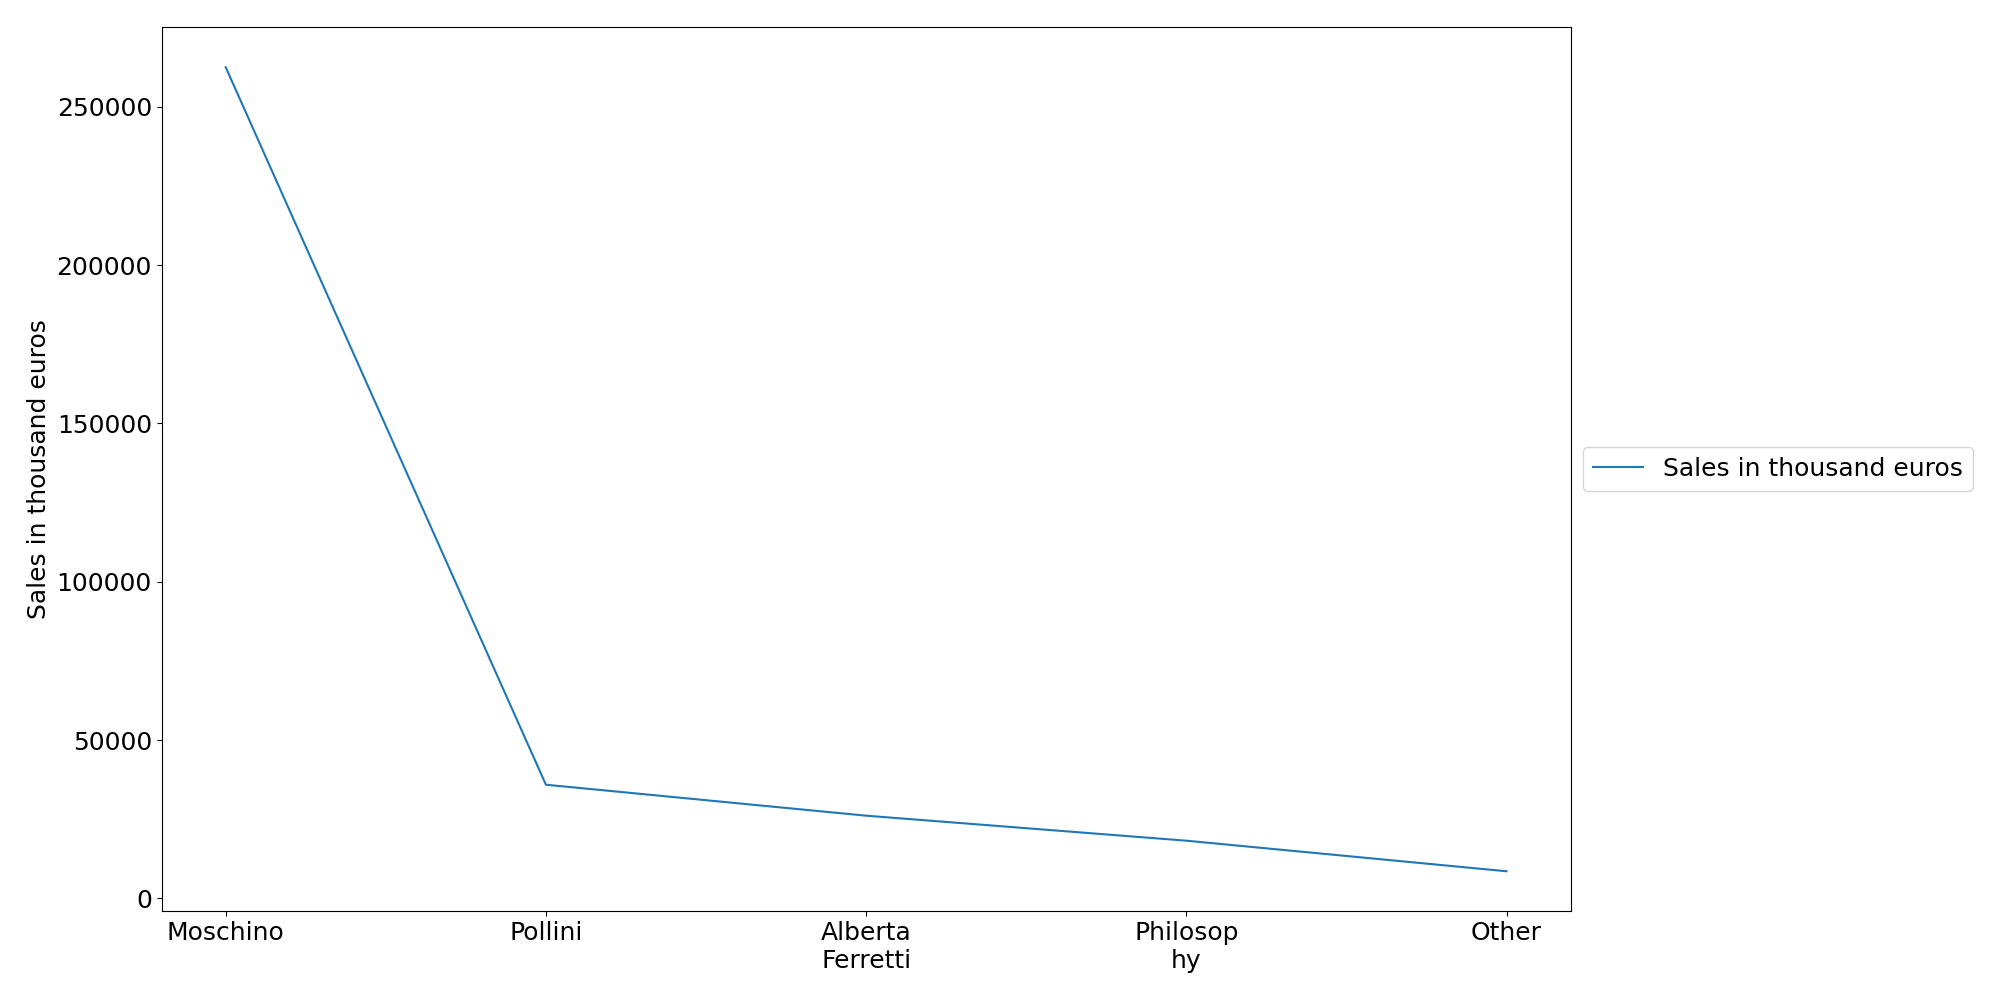 Sales in thousand euros
250000
200000
150000
100000
50000
0
Moschino
Pollini
Alberta
Ferretti
Philosop
hy
Other
Sales in thousand euros